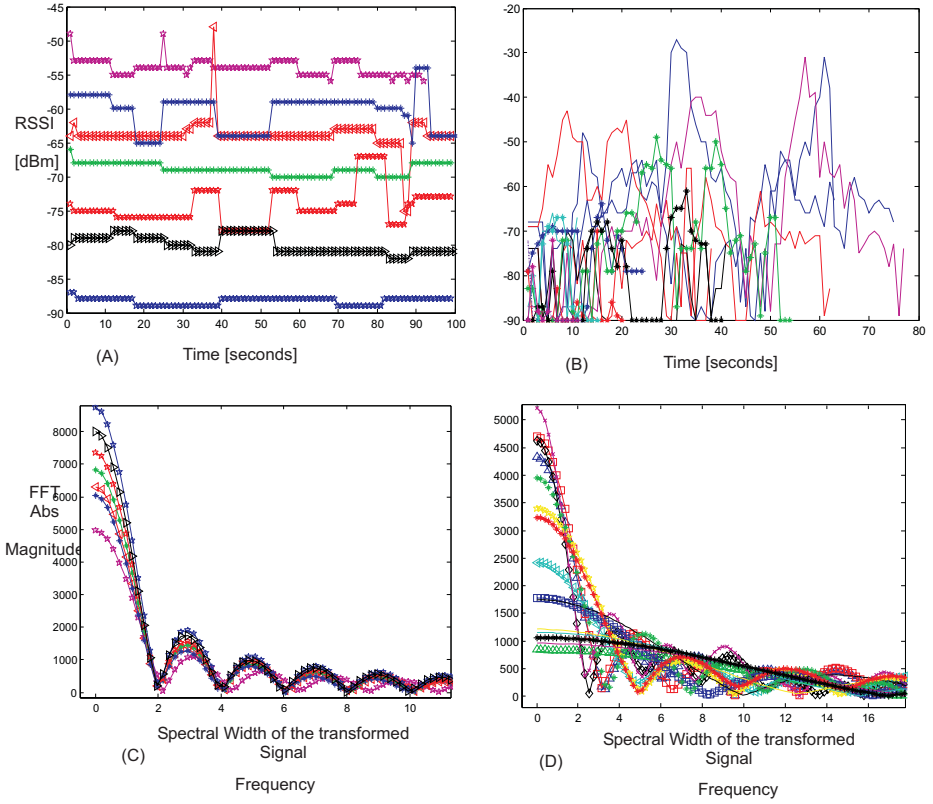 -45
-50
-55
-60
-65
-70
-75
-80
-85
-90
RSSI
[dBm]
0 10 20 30 40 50 60 70 80 90 100
(A)
Time [seconds]
-20
-30
-40
-50
-60
-70
-80
-90
0 10 20 30 40 50 60 70 80
(B)
Time [seconds]
8000
7000
6000
5000
4000
3000
2000
1000
0
FFT
Abs
Magnitude
0 2 4 6 8 10
(C)
Spectral Width of the transformed
Signal
Frequency
5000
4500
4000
3500
3000
2500
2000
1500
1000
500
0
0 2 4 6 8 10 12 14 16
(D)
Spectral Width of the transformed
Signal
Frequency